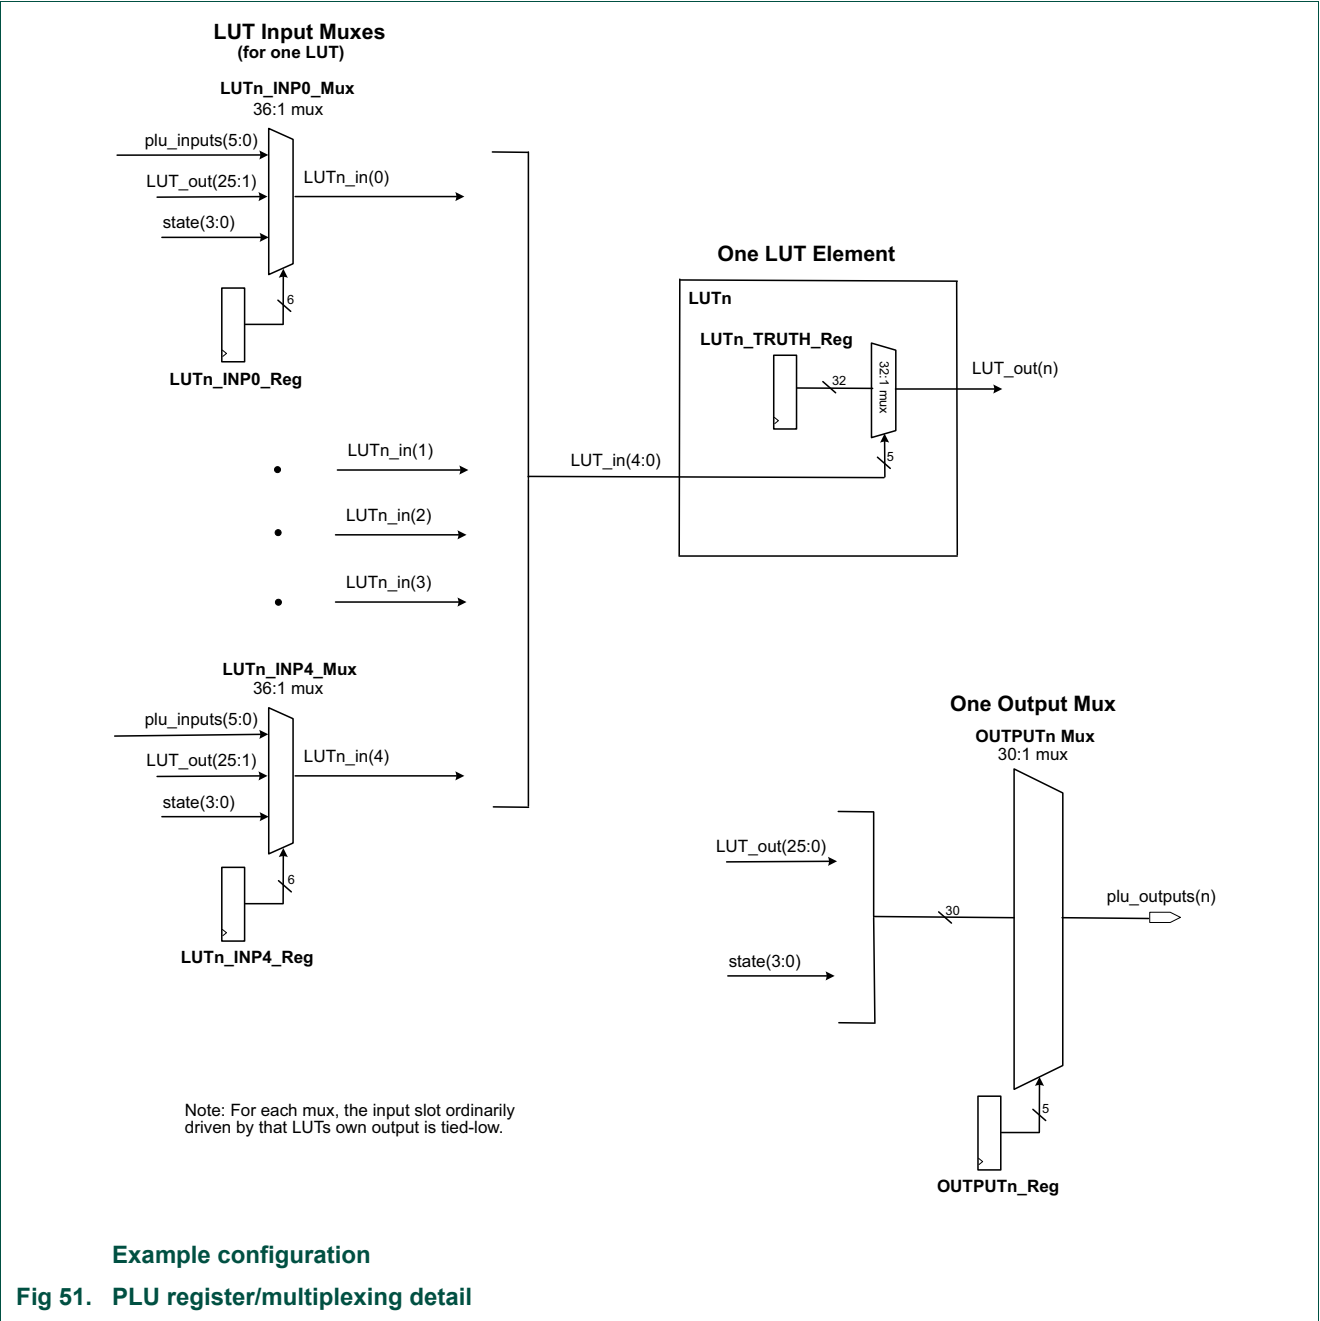 LUT Input Muxes
(for one LUT)
LUTn_INP0_Mux
36:1 mux
plu_inputs(5:0)
LUT_out(25:1)
LUTn_in(0)
state(3:0)
6
LUTn_INP0_Reg
One LUT Element
LUTn
LUTn_TRUTH_Reg
32
32:1 mux
LUT_out(n)
5
LUTn_in(1)
LUT_in(4:0)
LUTn_in(2)
LUTn_in(3)
LUTn_INP4_Mux
36:1 mux
plu_inputs(5:0)
LUT_out(25:1)
LUTn_in(4)
state(3:0)
6
LUTn_INP4_Reg
One Output Mux
OUTPUTn Mux
30:1 mux
LUT_out(25:0)
30
plu_outputs(n)
state(3:0)
5
OUTPUTn_Reg
Note: For each mux, the input slot ordinarily
driven by that LUTs own output is tied-low.
Example configuration
Fig 51. PLU register/multiplexing detail